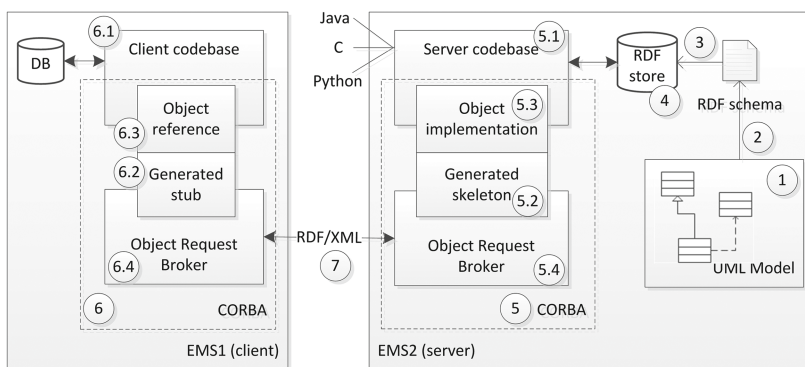 DB
6.1
Client codebase
Object
reference
6.3
6.2
Generated
stub
Object Request
Broker
6.4
6
CORBA
EMS1 (client)
RDF/XML
7
Java
C
Python
Server codebase
5.1
Object
implementation
5.3
Generated
skeleton
5.2
Object Request
Broker
5.4
5
CORBA
EMS2 (server)
RDF
store
4
3
RDF schema
2
1
UML Model